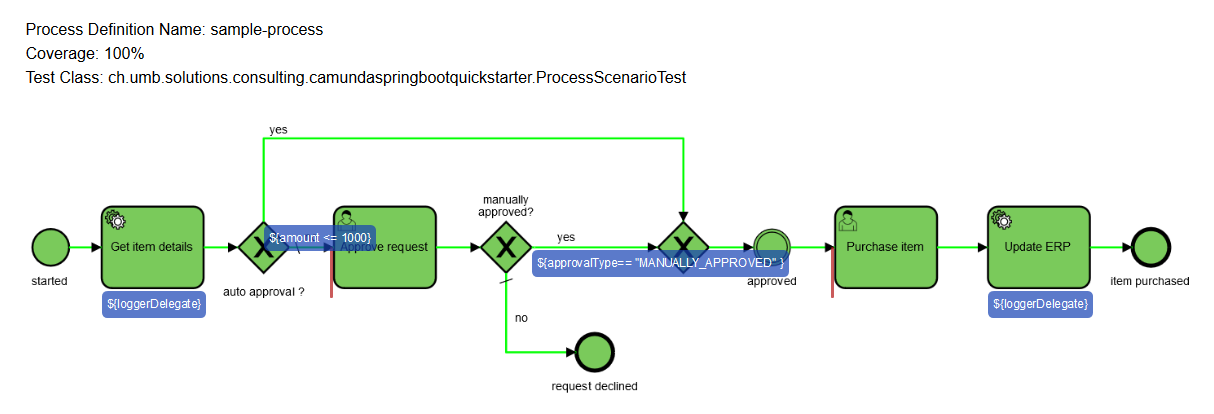 Process Definition Name: sample-process
Coverage: 100%
Test Class: ch.umb.solutions.consulting.camundaspringbootquickstarter.ProcessScenarioTest
yes
manually
approved?
started
Get item details
${loggerDelegate}
${amount <= 1000}
auto approval ?
Approve request
yes
${approvalType== "MANUALLY_APPROVED" }
approved
no
request declined
Purchase item
Update ERP
${loggerDelegate}
item purchased